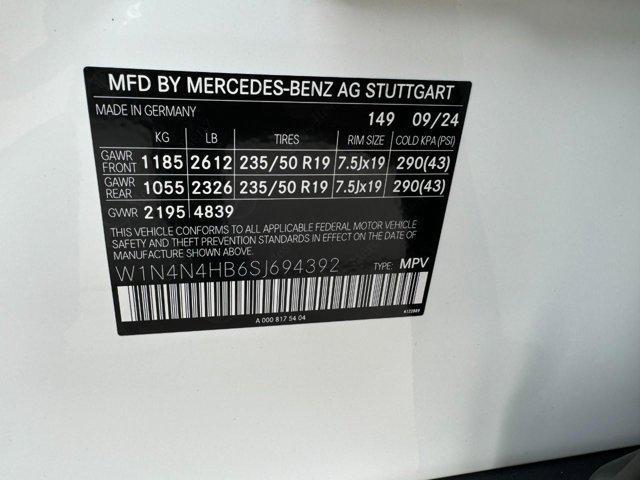 MFD BY MERCEDES-BENZ AG STUTTGART
MADE IN GERMANY 149 09/24
KG LB TIRES RIM SIZE COLD KPA (PSI)
GAWR FRONT 1185 2612 235/50 R19 7.5Jx19 290(43)
GAWR REAR 1055 2326 235/50 R19 7.5Jx19 290(43)
GVWR 2195 4839
THIS VEHICLE CONFORMS TO ALL APPLICABLE FEDERAL MOTOR VEHICLE
SAFETY AND THEFT PREVENTION STANDARDS IN EFFECT ON THE DATE OF
MANUFACTURE SHOWN ABOVE.
W1N4N4HB6SJ694392 TYPE: MPV
A 000 817 54 04